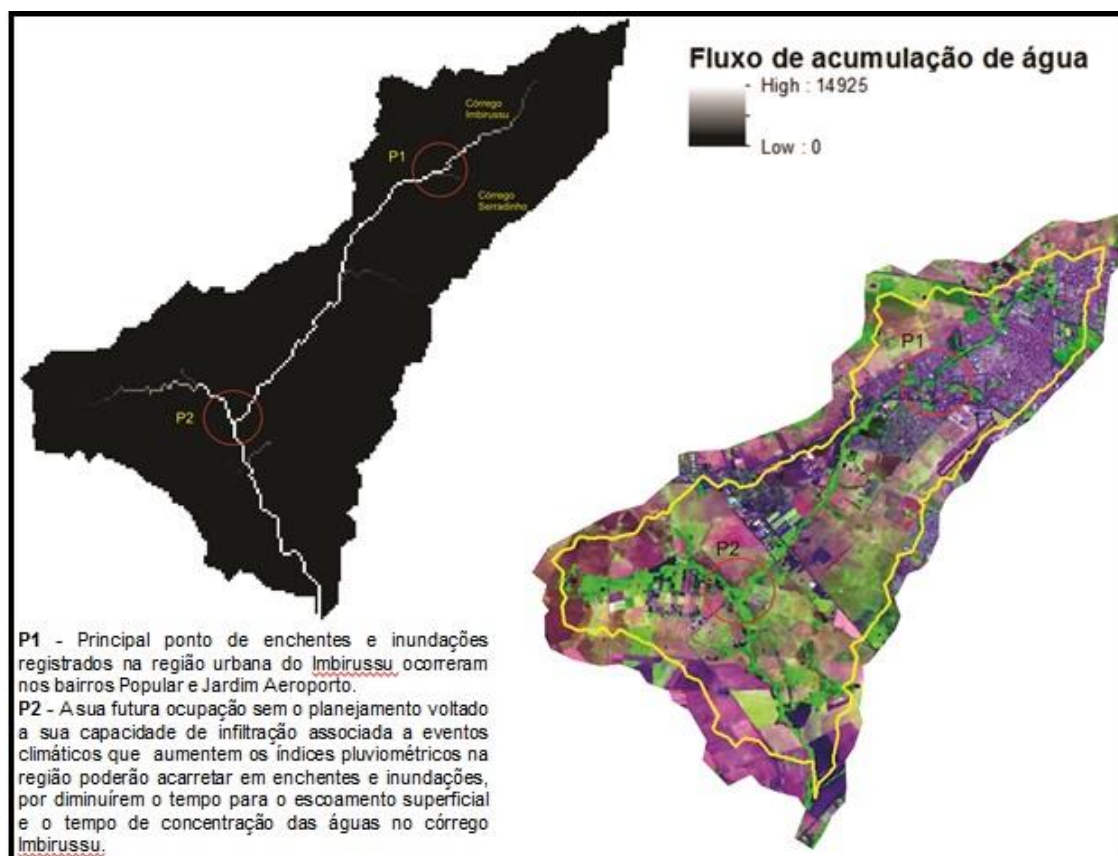 Fluxo de acumulação de água
High : 14925
Low : 0
Córrego
Imbirussu
P1
Córrego
Serradinho
P2
P1
P2
P1 - Principal ponto de enchentes e inundações
registrados na região urbana do Imbirussu ocorreram
nos bairros Popular e Jardim Aeroporto.
P2 - A sua futura ocupação sem o planejamento voltado
a sua capacidade de infiltração associada a eventos
climáticos que aumentem os índices pluviométricos na
região poderão acarretar em enchentes e inundações,
por diminuírem o tempo para o escoamento superficial
e o tempo de concentração das águas no córrego
Imbirussu.